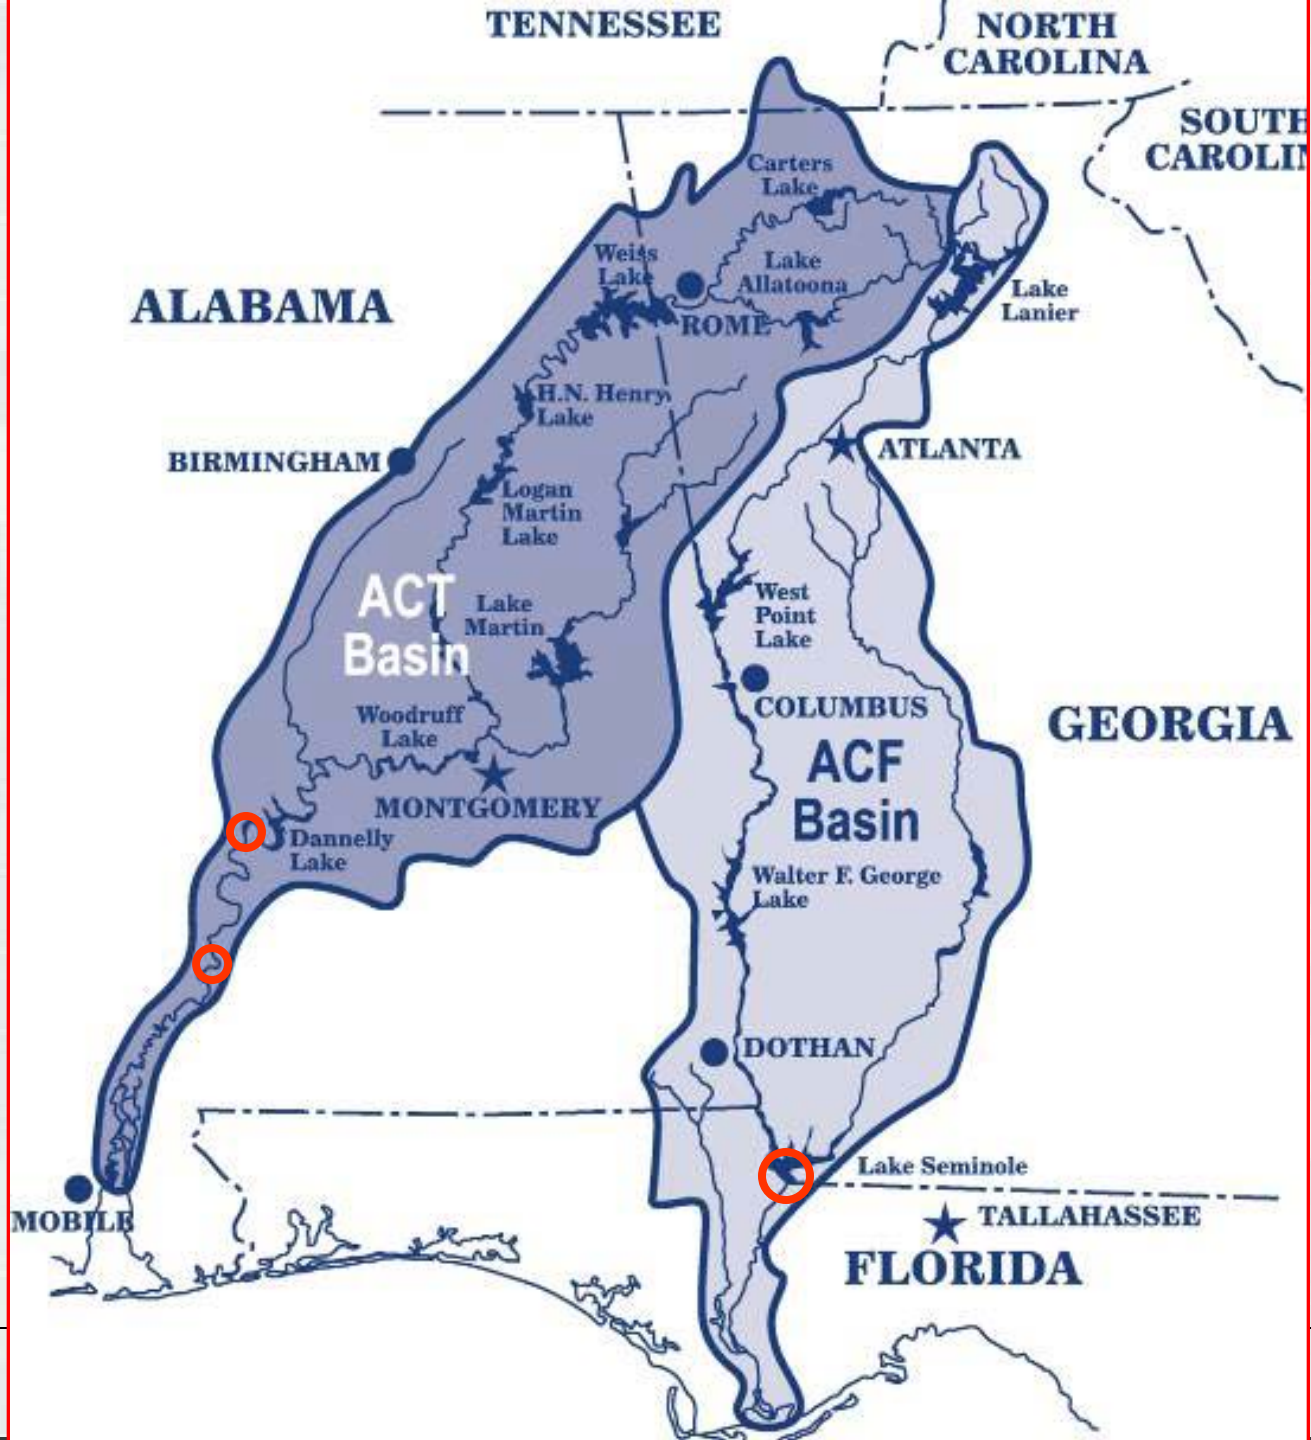 TENNESSEE
NORTH
CAROLINA
SOUTH
CAROLIN
Carters
Lake
Weiss
Lake
Lake
Allatoona
Lake
Lanier
ALABAMA
ROME
H.N. Henry
Lake
BIRMINGHAM
ATLANTA
Logan
Martin
Lake
ACT
Basin
Lake
Martin
West
Point
Lake
COLUMBUS
Woodruff
Lake
GEORGIA
ACF
Basin
MONTGOMERY
Dannelly
Lake
Walter F. George
Lake
DOTHAN
Lake Seminole
MOBILE
TALLAHASSEE
FLORIDA